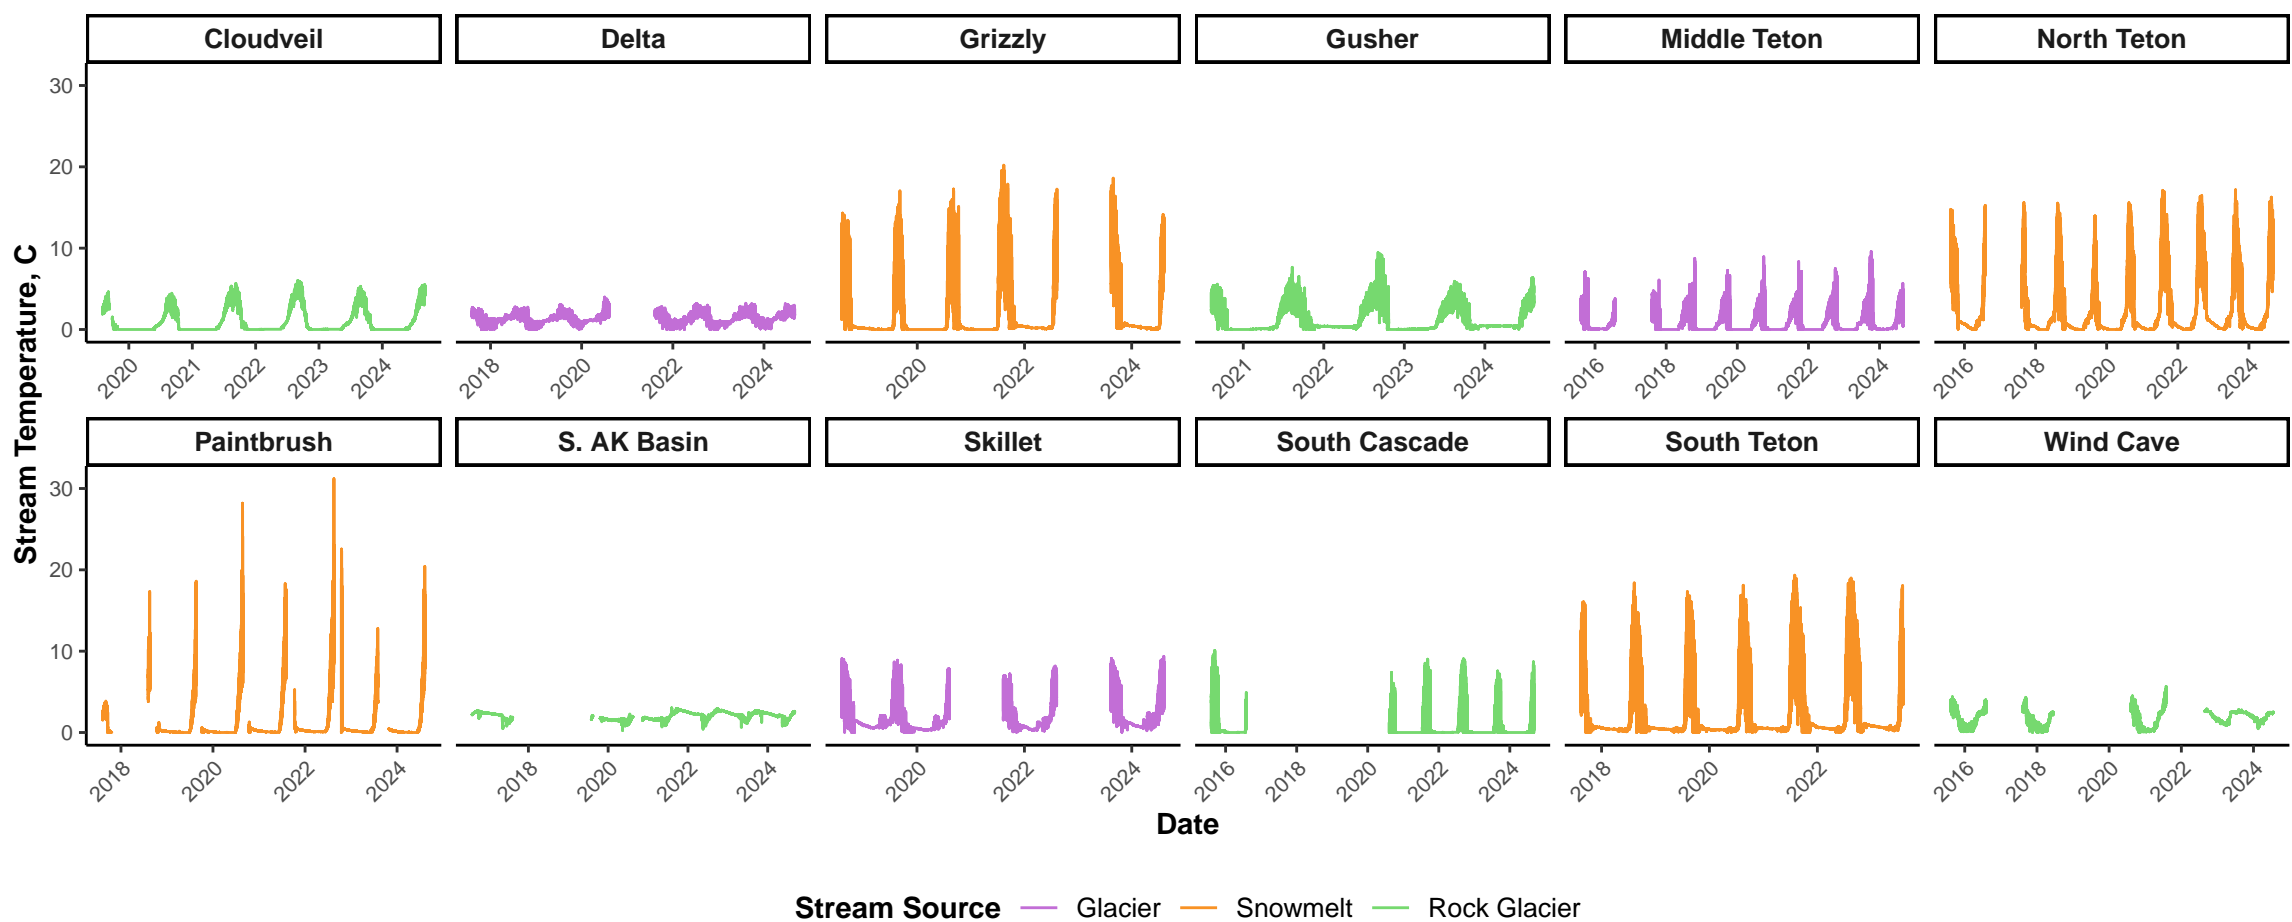 Cloudveil Delta Grizzly Gusher Middle Teton North Teton
30
20
10
0
2020 2021 2022 2023 2024 2018 2020 2022 2024 2020 2022 2024 2021 2022 2023 2024 2016 2018 2020 2022 2024 2016 2018 2020 2022 2024
Stream Temperature, C
Paintbrush S. AK Basin Skillet South Cascade South Teton Wind Cave
30
20
10
0
2018 2020 2022 2024 2018 2020 2022 2024 2020 2022 2024 2016 2018 2020 2022 2024 2018 2020 2022 2016 2018 2020 2022 2024
Date
Stream Source Glacier Snowmelt Rock Glacier